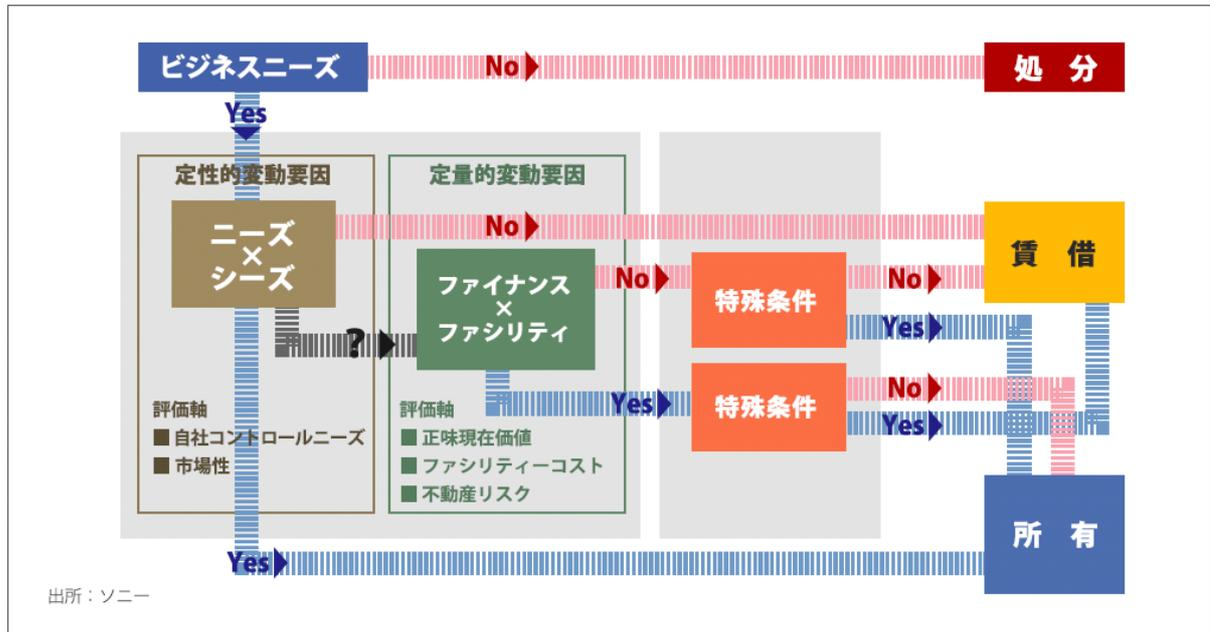 ビジネスニーズ
No
処 分
Yes
定性的変動要因
定量的変動要因
ニーズ
×
シーズ
No
賃 借
ファイナンス
×
ファシリティ
No
特殊条件
No
Yes
?
Yes
特殊条件
No
Yes
評価軸
■自社コントロールニーズ
■市場性
評価軸
■正味現在価値
■ファシリティーコスト
■不動産リスク
所 有
Yes
出所：ソニー